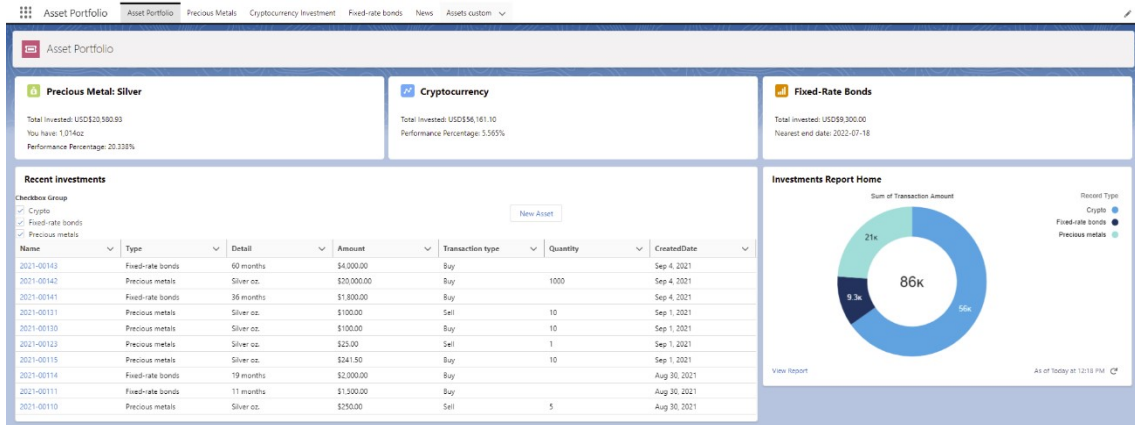 Asset Portfolio Asset Portfolio Precious Metals Cryptocurrency Investment Fixed-rate bonds News Assets custom
Asset Portfolio
Precious Metal: Silver
Total Invested: USD$20,580.93
You have: 1,014oz
Performance Percentage: 20.338%
Cryptocurrency
Total Invested: USD$56,161.10
Performance Percentage: 5.565%
Fixed-Rate Bonds
Total invested: USD$9,300.00
Nearest end date: 2022-07-18
Recent investments
Checkbox Group
Crypto
Fixed-rate bonds
Precious metals
New Asset
Name Type Detail Amount Transaction type Quantity CreatedDate
2021-00143 Fixed-rate bonds 60 months $4,000.00 Buy Sep 4, 2021
2021-00142 Precious metals Silver oz. $20,000.00 Buy 1000 Sep 4, 2021
2021-00141 Fixed-rate bonds 36 months $1,800.00 Buy Sep 4, 2021
2021-00131 Precious metals Silver oz. $100.00 Sell 10 Sep 1, 2021
2021-00130 Precious metals Silver oz. $100.00 Buy 10 Sep 1, 2021
2021-00123 Precious metals Silver oz. $25.00 Sell 1 Sep 1, 2021
2021-00115 Precious metals Silver oz. $241.50 Buy 10 Sep 1, 2021
2021-00114 Fixed-rate bonds 19 months $2,000.00 Buy Aug 30, 2021
2021-00111 Fixed-rate bonds 11 months $1,500.00 Buy Aug 30, 2021
2021-00110 Precious metals Silver oz. $250.00 Sell 5 Aug 30, 2021
Investments Report Home
Sum of Transaction Amount
Record Type
Crypto
Fixed-rate bonds
Precious metals
21K
86K
9.3K
56K
View Report As of Today at 12:18 PM